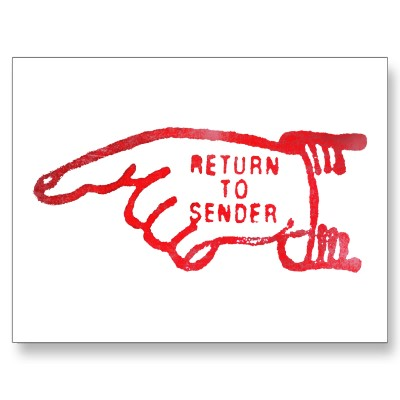 RETURN
TO
SENDER